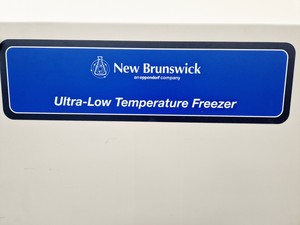 New Brunswick
an eppendorf company
Ultra-Low Temperature Freezer